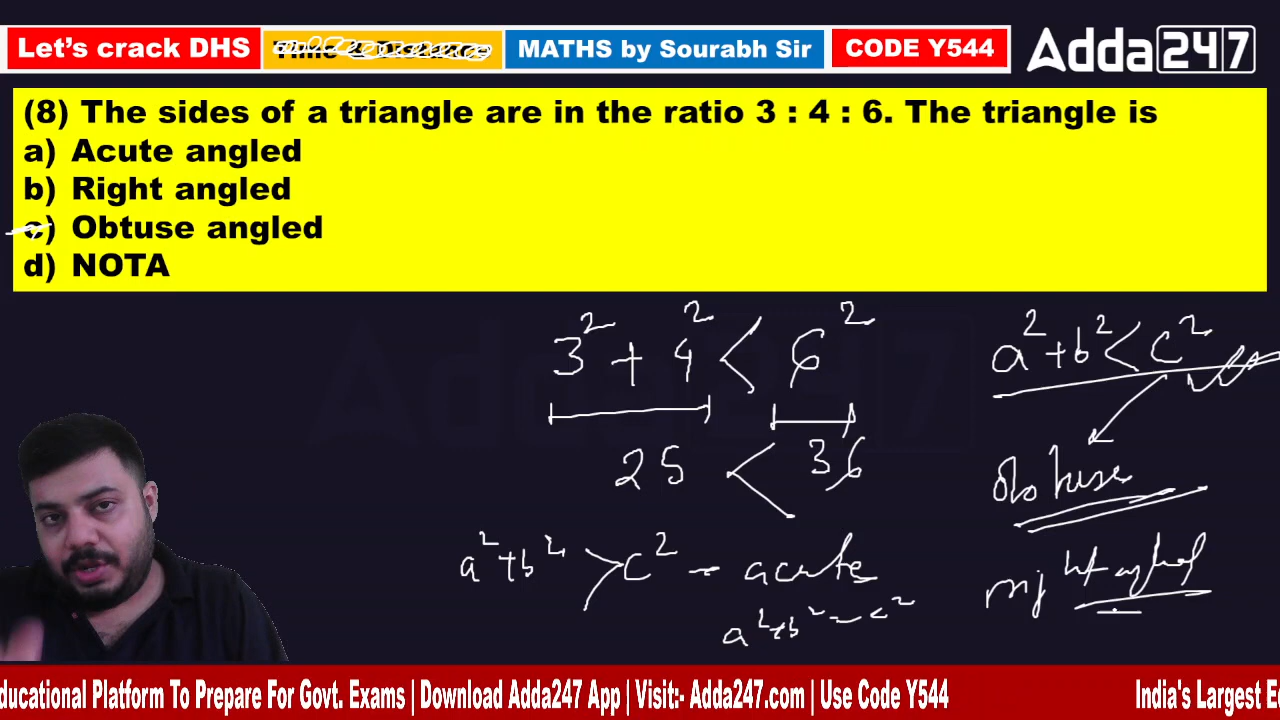 Let's crack DHS
MATHS by Sourabh Sir
CODE Y544
Adda247
(8) The sides of a triangle are in the ratio 3 : 4 : 6. The triangle is
a) Acute angled
b) Right angled
c) Obtuse angled
d) NOTA
3² + 4² < 6²
a² + b² < c²
25 < 36
obtuse
a² + b² > c² - acute
right angled
a² + b² = c²
ducational Platform To Prepare For Govt. Exams | Download Adda247 App | Visit:- Adda247.com | Use Code Y544
India's Largest E